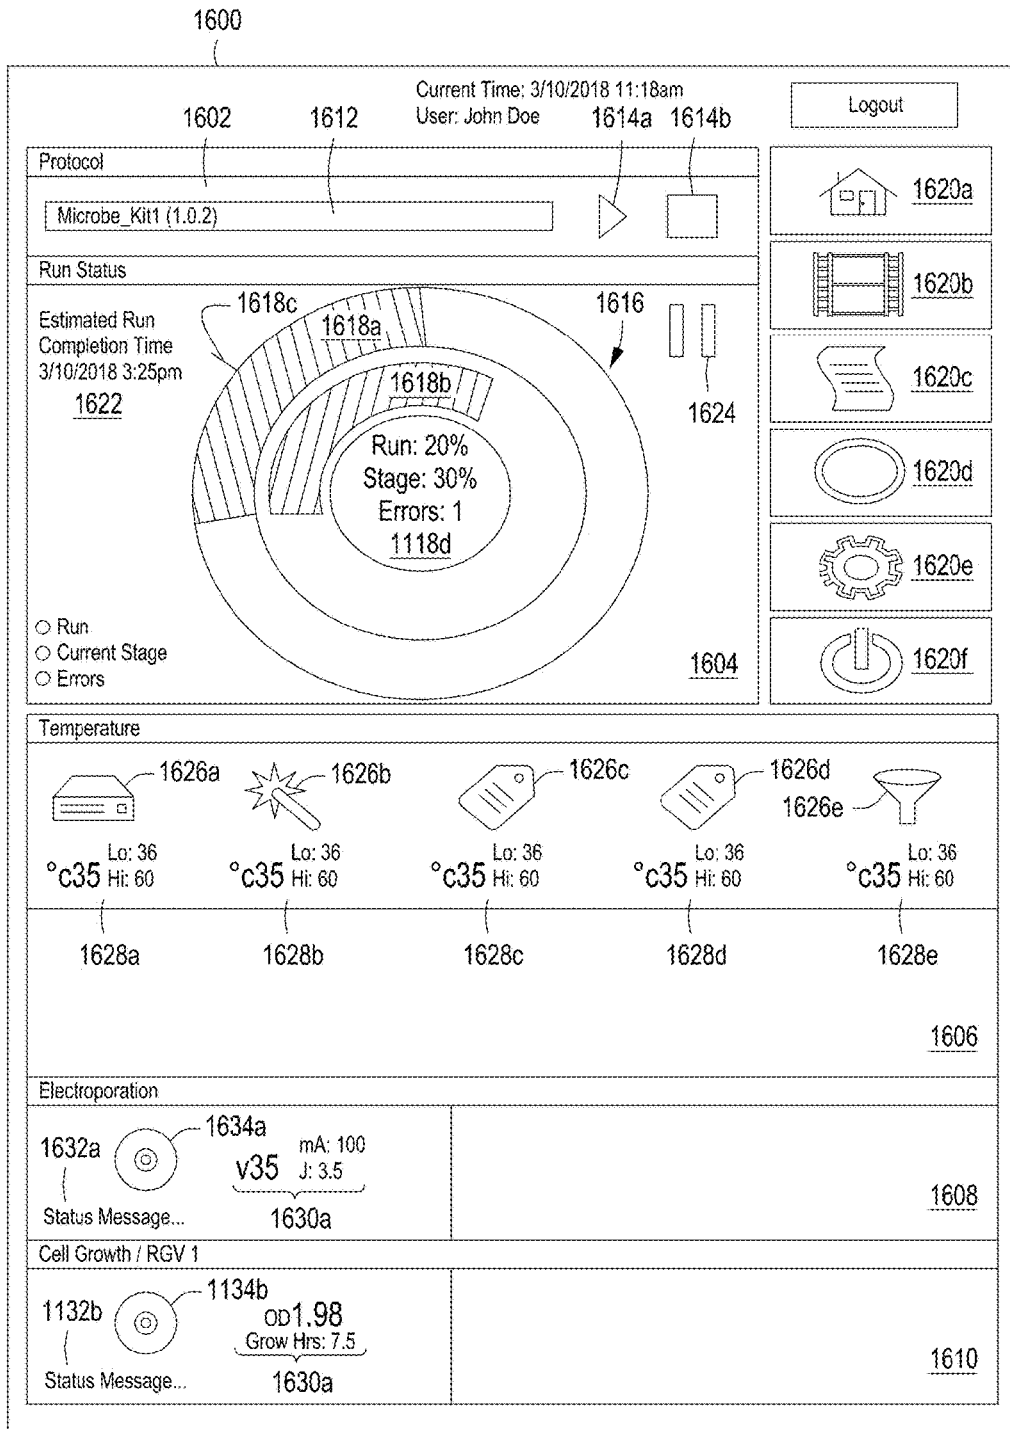 1600
Current Time: 3/10/2018 11:18am
User: John Doe
Logout
1602
1612
1614a
1614b
Protocol
Microbe_Kit1 (1.0.2)
Run Status
Estimated Run
Completion Time
3/10/2018 3:25pm
1622
1618c
1618a
1618b
1616
1624
Run: 20%
Stage: 30%
Errors: 1
1118d
Run
Current Stage
Errors
1604
1620a
1620b
1620c
1620d
1620e
1620f
Temperature
1626a
1626b
1626c
1626d
1626e
°c35 Lo: 36 Hi: 60
°c35 Lo: 36 Hi: 60
°c35 Lo: 36 Hi: 60
°c35 Lo: 36 Hi: 60
°c35 Lo: 36 Hi: 60
1628a
1628b
1628c
1628d
1628e
1606
Electroporation
1632a
1634a
v35 mA: 100 J: 3.5
Status Message...
1630a
1608
Cell Growth / RGV 1
1132b
1134b
OD1.98
Grow Hrs: 7.5
Status Message...
1630a
1610